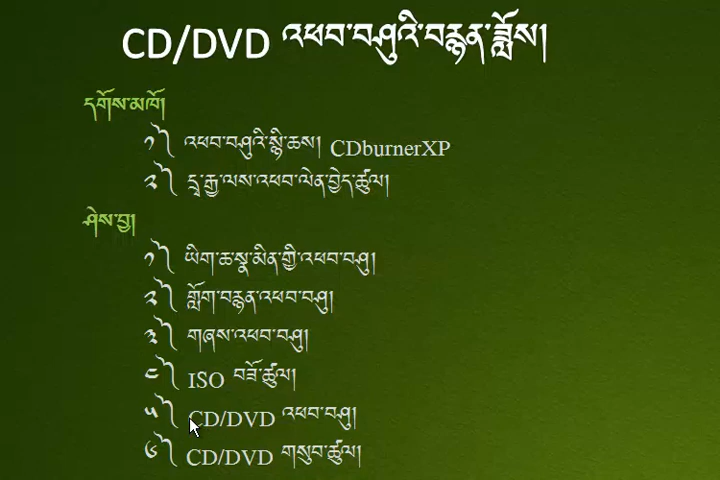 CD/DVD འཕབ་བཤུའི་བརྙན་ཟློས།
དགོས་མཁོ།
༡༽ འཕབ་བཤུའི་སྙི་ཆས། CDburnerXP
༢༽ དྲྭ་རྒྱ་ལས་འཕབ་ལེན་བྱེད་ཚུལ།
ཤེས་བྱ།
༡༽ ཡིག་ཆ་སྣ་མིན་གྱི་འཕབ་བཤུ།
༢༽ གློག་བརྙན་འཕབ་བཤུ།
༣༽ གཞས་འཕབ་བཤུ།
༤༽ ISO བཟོ་ཚུལ།
༥༽ CD/DVD འཕབ་བཤུ།
༦༽ CD/DVD གསུབ་ཚུལ།